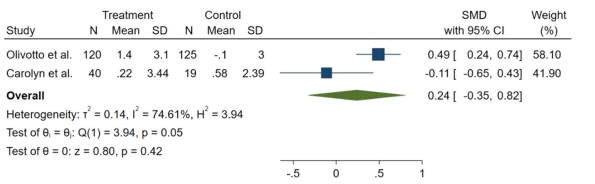 Treatment Control SMD Weight
Study N Mean SD N Mean SD with 95% CI (%)
Olivotto et al. 120 1.4 3.1 125 -.1 3 0.49 [ 0.24, 0.74] 58.10
Carolyn et al. 40 .22 3.44 19 .58 2.39 -0.11 [ -0.65, 0.43] 41.90
Overall 0.24 [ -0.35, 0.82]
Heterogeneity: τ² = 0.14, I² = 74.61%, H² = 3.94
Test of θᵢ = θⱼ: Q(1) = 3.94, p = 0.05
Test of θ = 0: z = 0.80, p = 0.42
-.5 0 .5 1